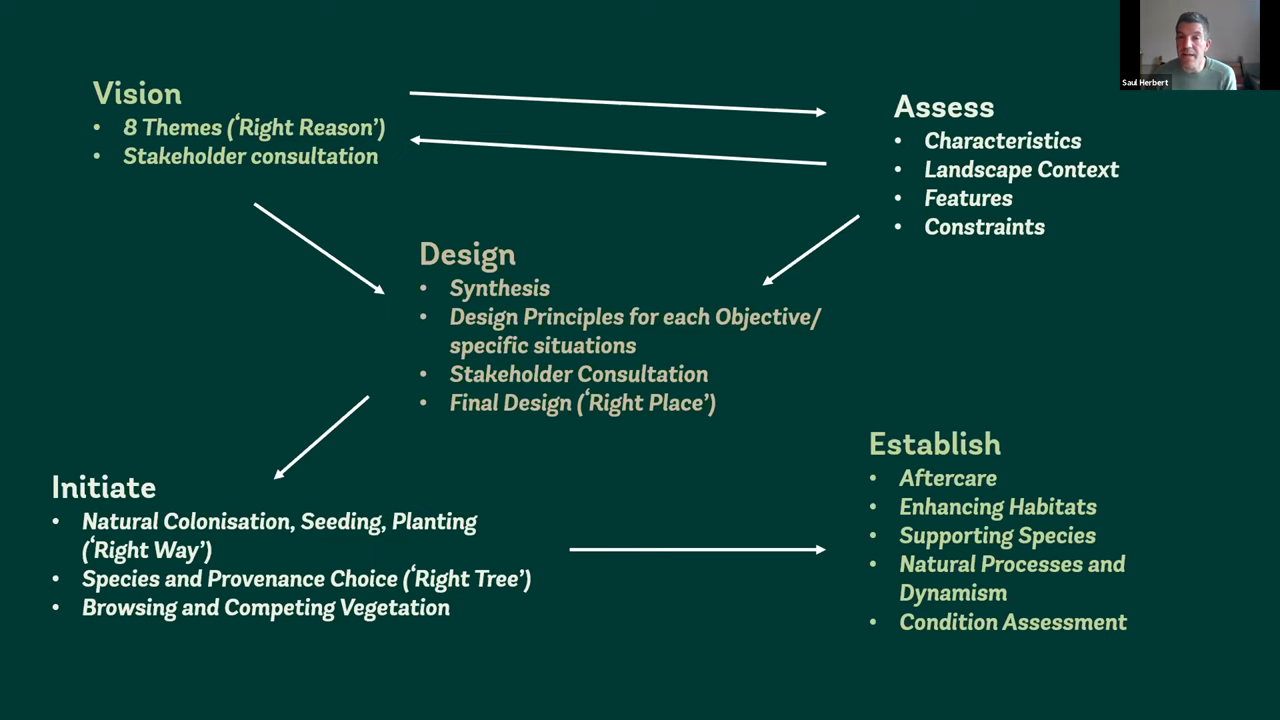 Vision
• 8 Themes (‘Right Reason’)
• Stakeholder consultation
Saul Herbert
Assess
• Characteristics
• Landscape Context
• Features
• Constraints
Design
• Synthesis
• Design Principles for each Objective/
specific situations
• Stakeholder Consultation
• Final Design (‘Right Place’)
Initiate
• Natural Colonisation, Seeding, Planting
(‘Right Way’)
• Species and Provenance Choice (‘Right Tree’)
• Browsing and Competing Vegetation
Establish
• Aftercare
• Enhancing Habitats
• Supporting Species
• Natural Processes and
Dynamism
• Condition Assessment